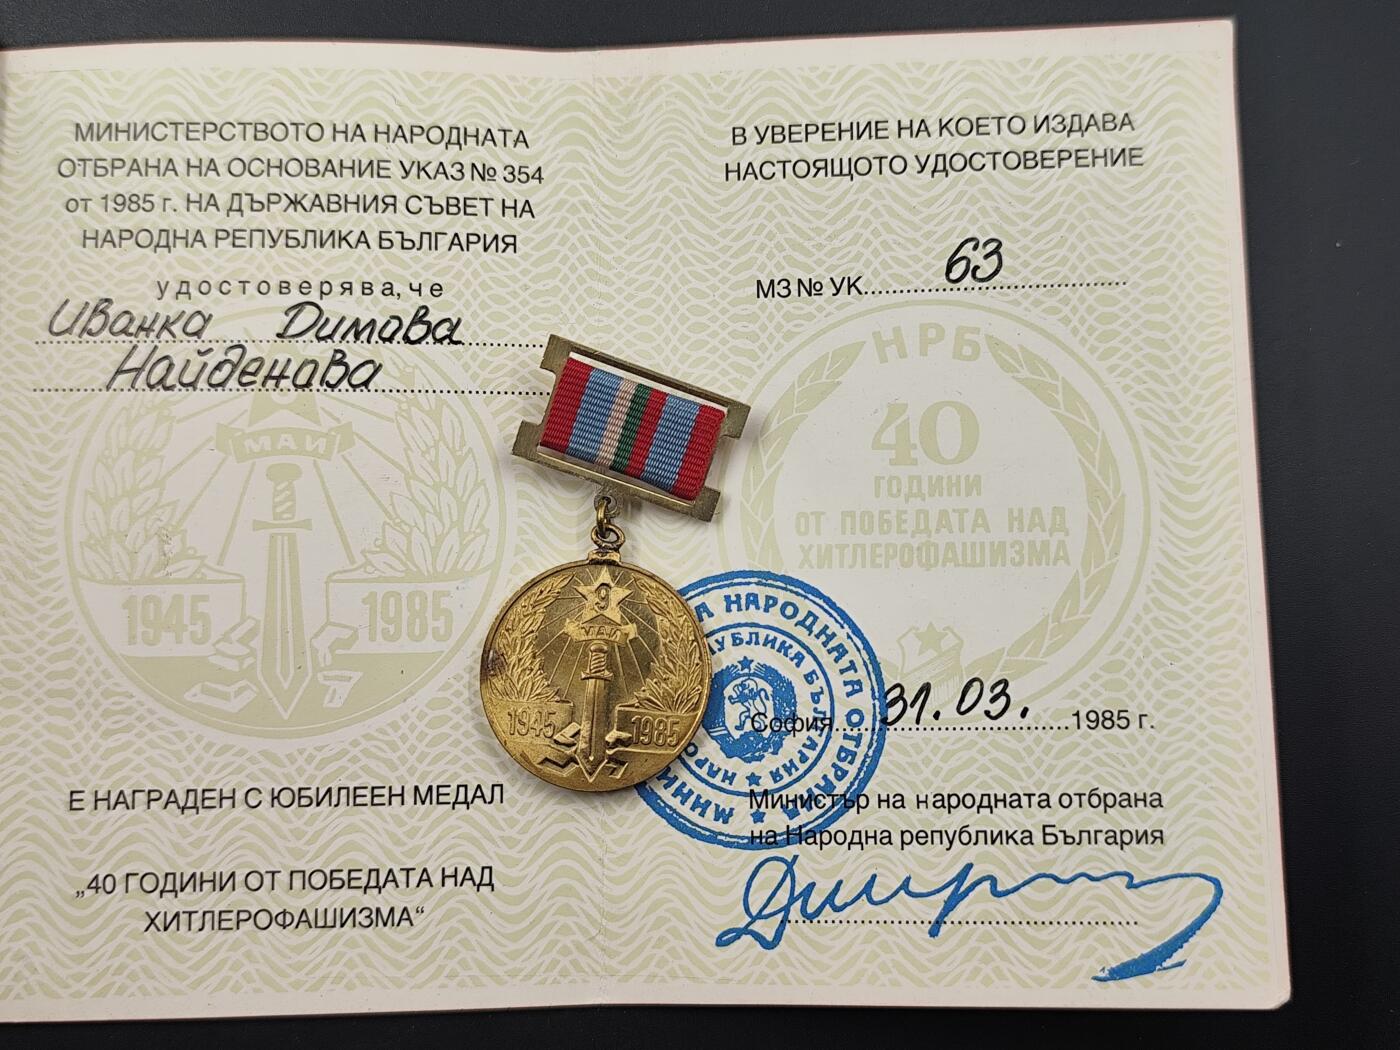 МИНИСТЕРСТВОТО НА НАРОДНАТА
ОТБРАНА НА ОСНОВАНИЕ УКАЗ № 354
от 1985 г. НА ДЪРЖАВНИЯ СЪВЕТ НА
НАРОДНА РЕПУБЛИКА БЪЛГАРИЯ
удостоверява, че
Иванка Димова
Найденова
МАЙ
1945 1985
Е НАГРАДЕН С ЮБИЛЕЕН МЕДАЛ
„40 ГОДИНИ ОТ ПОБЕДАТА НАД
ХИТЛЕРОФАШИЗМА“
9
МАЙ
1945 1985
В УВЕРЕНИЕ НА КОЕТО ИЗДАВА
НАСТОЯЩОТО УДОСТОВЕРЕНИЕ
МЗ № УК 63
НРБ
40
ГОДИНИ
ОТ ПОБЕДАТА НАД
ХИТЛЕРОФАШИЗМА
НА НАРОДНАТА ОТБРАНА
БЪЛГАРИЯ
София 31.03. 1985 г.
Министър на народната отбрана
на Народна република България